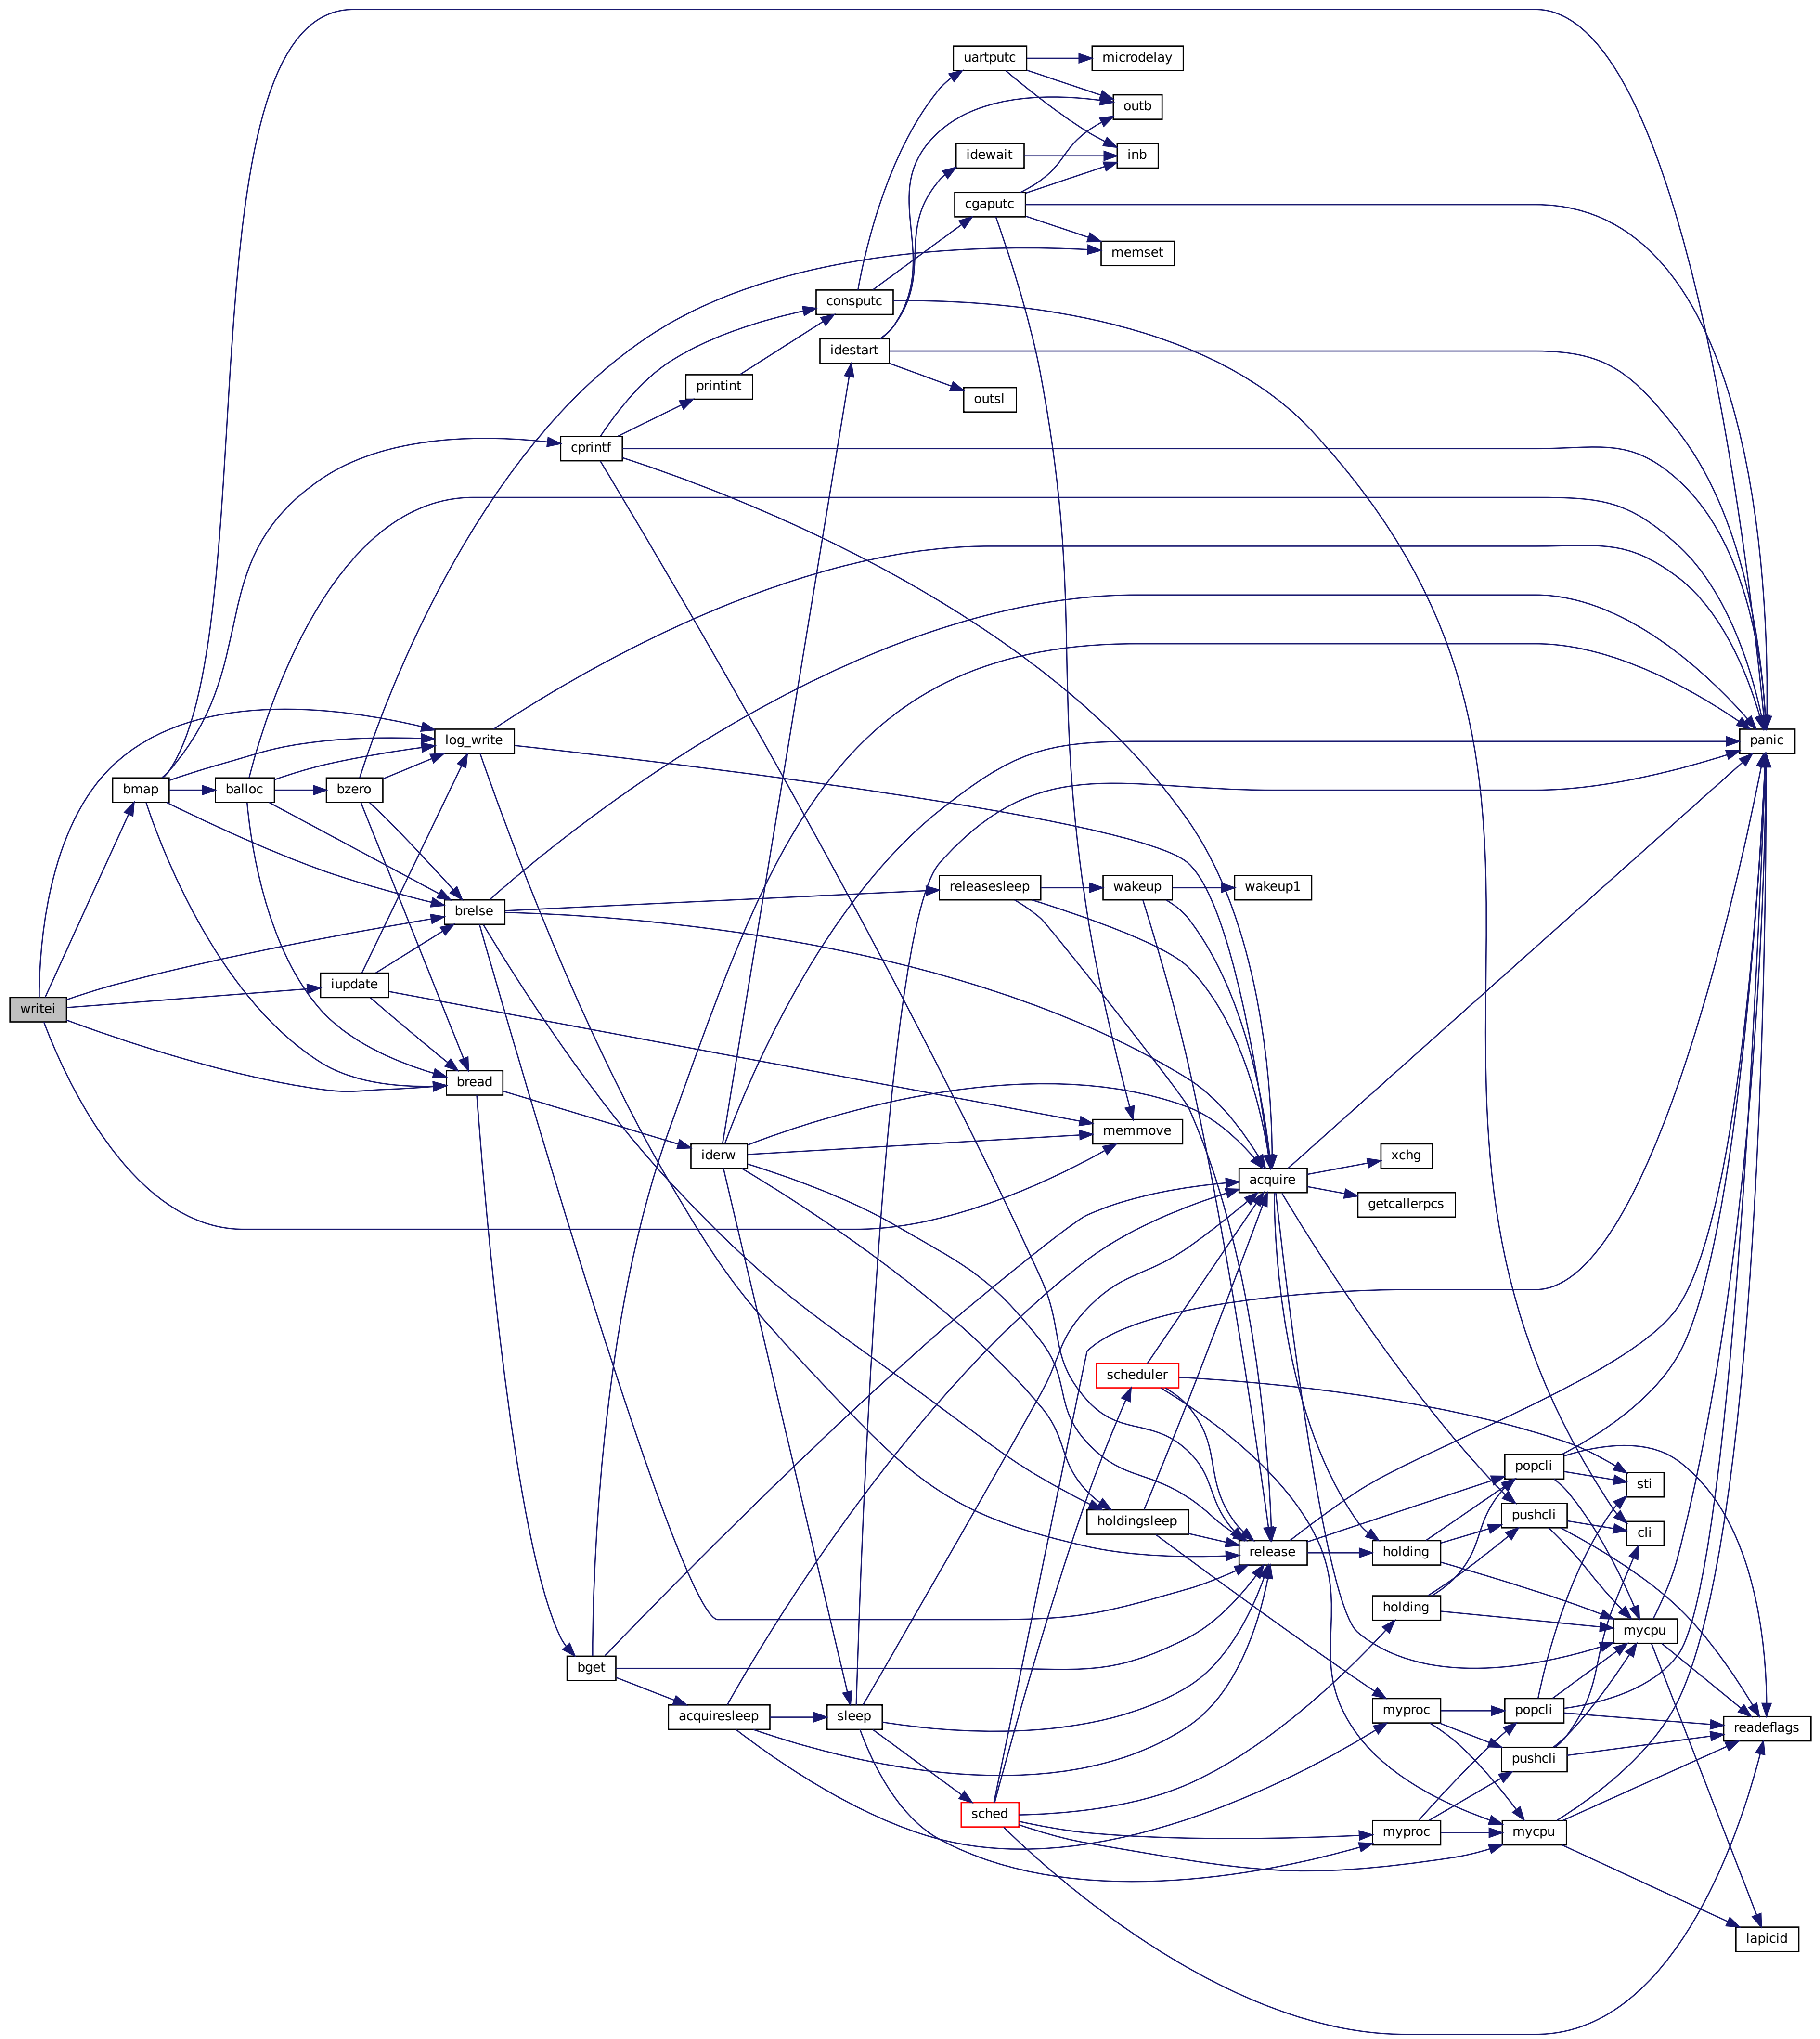 uartputc
microdelay
outb
idewait
inb
cgaputc
memset
consputc
idestart
printint
outsl
cprintf
log_write
panic
bmap
balloc
bzero
releasesleep
wakeup
wakeup1
brelse
iupdate
writei
bread
memmove
iderw
xchg
acquire
getcallerpcs
scheduler
popcli
sti
pushcli
holdingsleep
cli
release
holding
holding
mycpu
bget
myproc
popcli
acquiresleep
sleep
readeflags
pushcli
sched
myproc
mycpu
lapicid